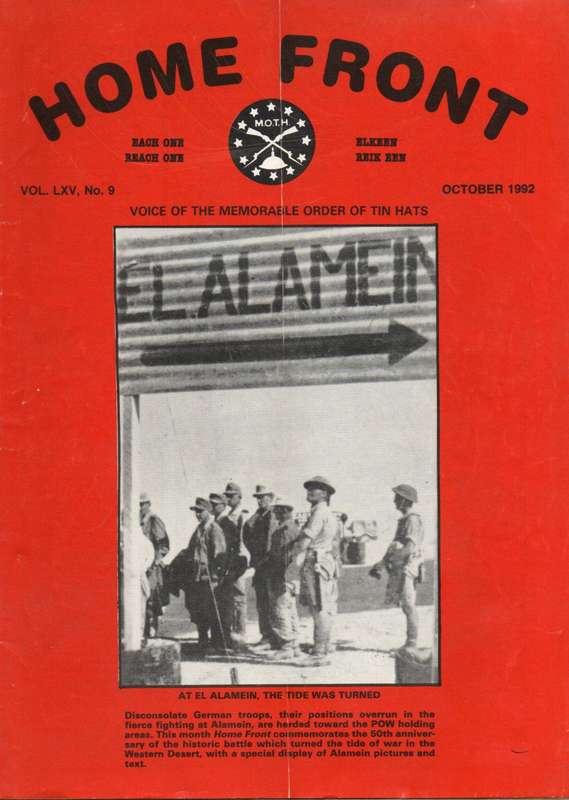 HOME FRONT
M.O.T.H.
EACH ONE
REACH ONE
ELKEEN
REIK EEN
VOL. LXV, No. 9
OCTOBER 1992
VOICE OF THE MEMORABLE ORDER OF TIN HATS
EL ALAMEIN
AT EL ALAMEIN, THE TIDE WAS TURNED
Disconsolate German troops, their positions overrun in the
fierce fighting at Alamein, are herded toward the POW holding
areas. This month Home Front commemorates the 50th anniver-
sary of the historic battle which turned the tide of war in the
Western Desert, with a special display of Alamein pictures and
text.